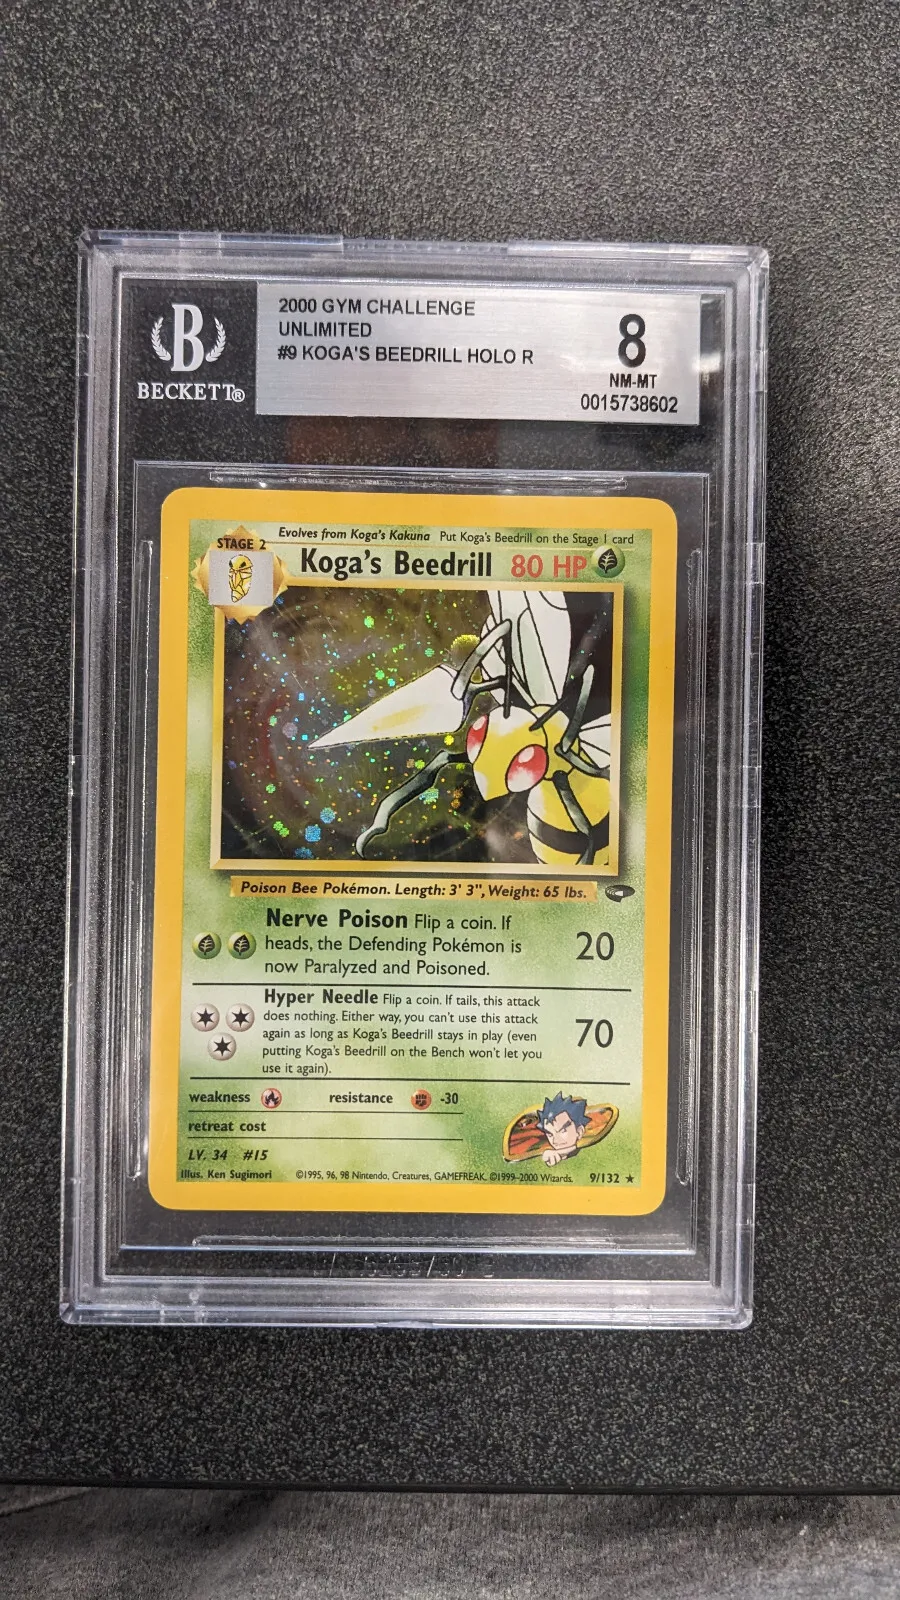 2000 GYM CHALLENGE
UNLIMITED
#9 KOGA'S BEEDRILL HOLO R
8
NM-MT
0015738602
B
BECKETT®
Evolves from Koga's Kakuna Put Koga's Beedrill on the Stage 1 card
STAGE 2
Koga's Beedrill 80 HP
Poison Bee Pokémon. Length: 3' 3", Weight: 65 lbs.
Nerve Poison Flip a coin. If
heads, the Defending Pokémon is
now Paralyzed and Poisoned.
20
Hyper Needle Flip a coin. If tails, this attack
does nothing. Either way, you can't use this attack
again as long as Koga's Beedrill stays in play (even
putting Koga's Beedrill on the Bench won't let you
use it again).
70
weakness
resistance -30
retreat cost
LV. 34 #15
Illus. Ken Sugimori ©1995, 96, 98 Nintendo, Creatures, GAMEFREAK. ©1999-2000 Wizards. 9/132 ★